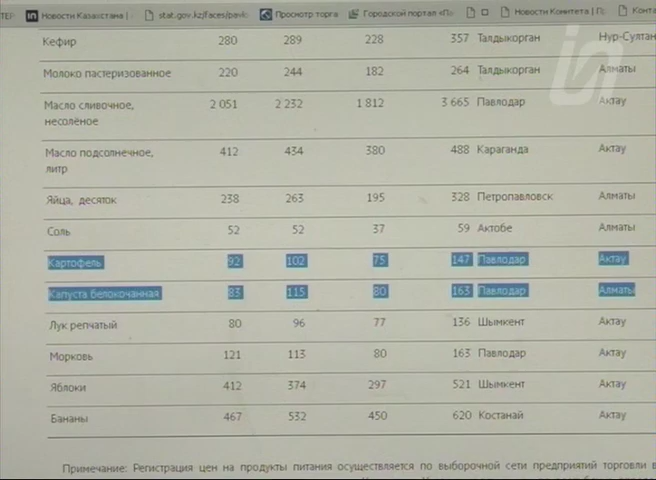 Новости Казахстана | stat.gov.kz/faces/pavlo Просмотр торга Городской портал «П Новости Комитета | П Конта
Кефир 280 289 228 357 Талдыкорган Нур-Султан
Молоко пастеризованное 220 244 182 264 Талдыкорган Алматы
Масло сливочное, 2 051 2 232 1 812 3 665 Павлодар Актау
несолёное
Масло подсолнечное, 412 434 380 488 Караганда Актау
литр
Яйца, десяток 238 263 195 328 Петропавловск Алматы
Соль 52 52 37 59 Актобе Алматы
Картофель 92 102 75 147 Павлодар Актау
Капуста белокочанная 83 115 80 163 Павлодар Алматы
Лук репчатый 80 96 77 136 Шымкент Актау
Морковь 121 113 80 163 Павлодар Актау
Яблоки 412 374 297 521 Шымкент Актау
Бананы 467 532 450 620 Костанай Актау
Примечание: Регистрация цен на продукты питания осуществляется по выборочной сети предприятий торговли в